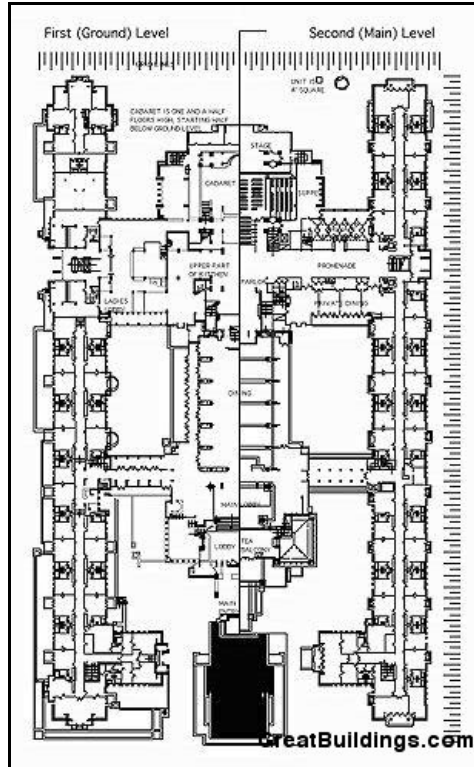 First (Ground) Level
Second (Main) Level
UNIT IS
4' SQUARE
CABARET IS ONE AND A HALF
FLOORS HIGH, STARTING HALF
BELOW GROUND LEVEL
STAGE
CABARET
UPPER PART
OF KITCHEN
PROMENADE
PARLOR
LADIES
LOBBY
PRIVATE DINING
DINING
MAIN LOBBY
LOBBY
TEA
BALCONY
MAIN
GreatBuildings.com